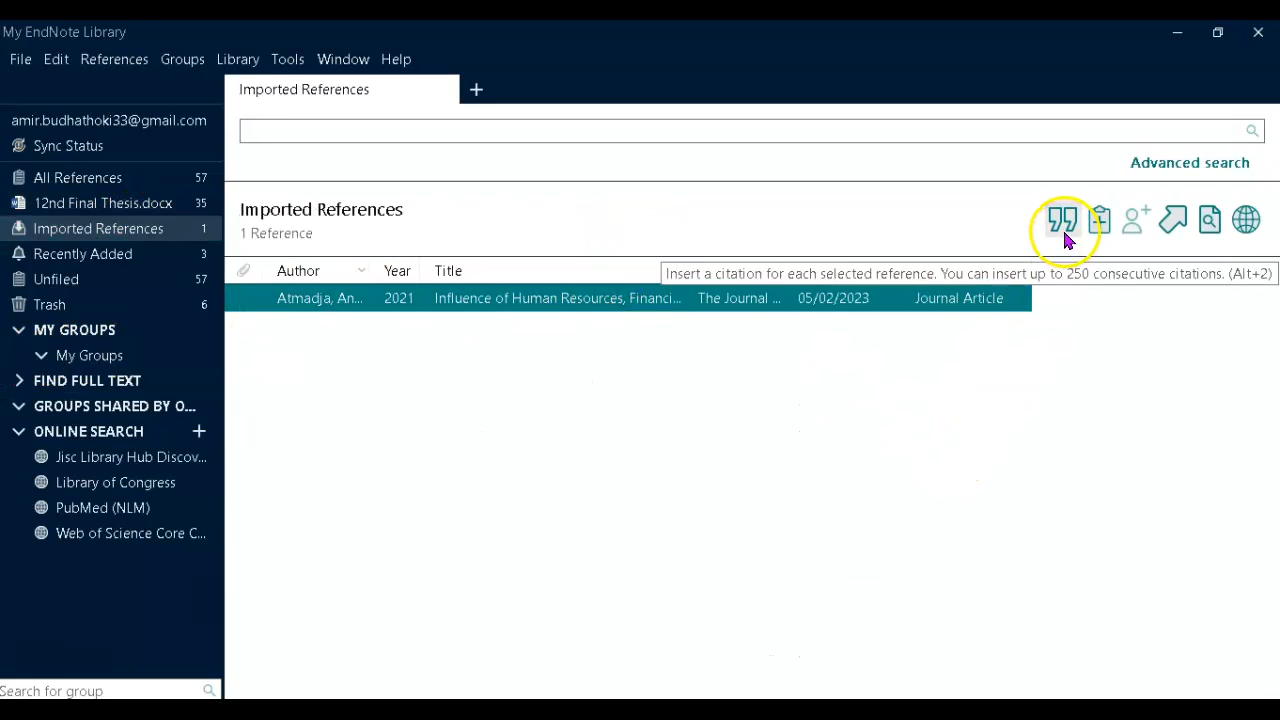 My EndNote Library
File Edit References Groups Library Tools Window Help
Imported References
amir.budhathoki33@gmail.com
Sync Status
Advanced search
All References 57
12nd Final Thesis.docx 35
Imported References 1
Recently Added 3
Unfiled 57
Trash 6
MY GROUPS
My Groups
FIND FULL TEXT
GROUPS SHARED BY O...
ONLINE SEARCH
Jisc Library Hub Discov...
Library of Congress
PubMed (NLM)
Web of Science Core C...
Search for group
Imported References
1 Reference
Author Year Title
Insert a citation for each selected reference. You can insert up to 250 consecutive citations. (Alt+2)
Atmadja, An... 2021 Influence of Human Resources, Financi... The Journal ... 05/02/2023 Journal Article